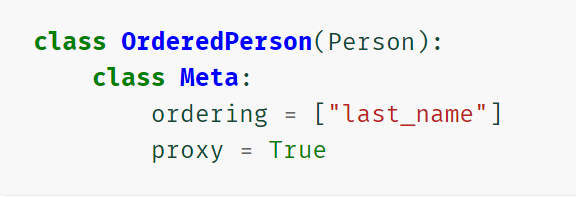 class OrderedPerson(Person):
    class Meta:
        ordering = ["last_name"]
        proxy = True